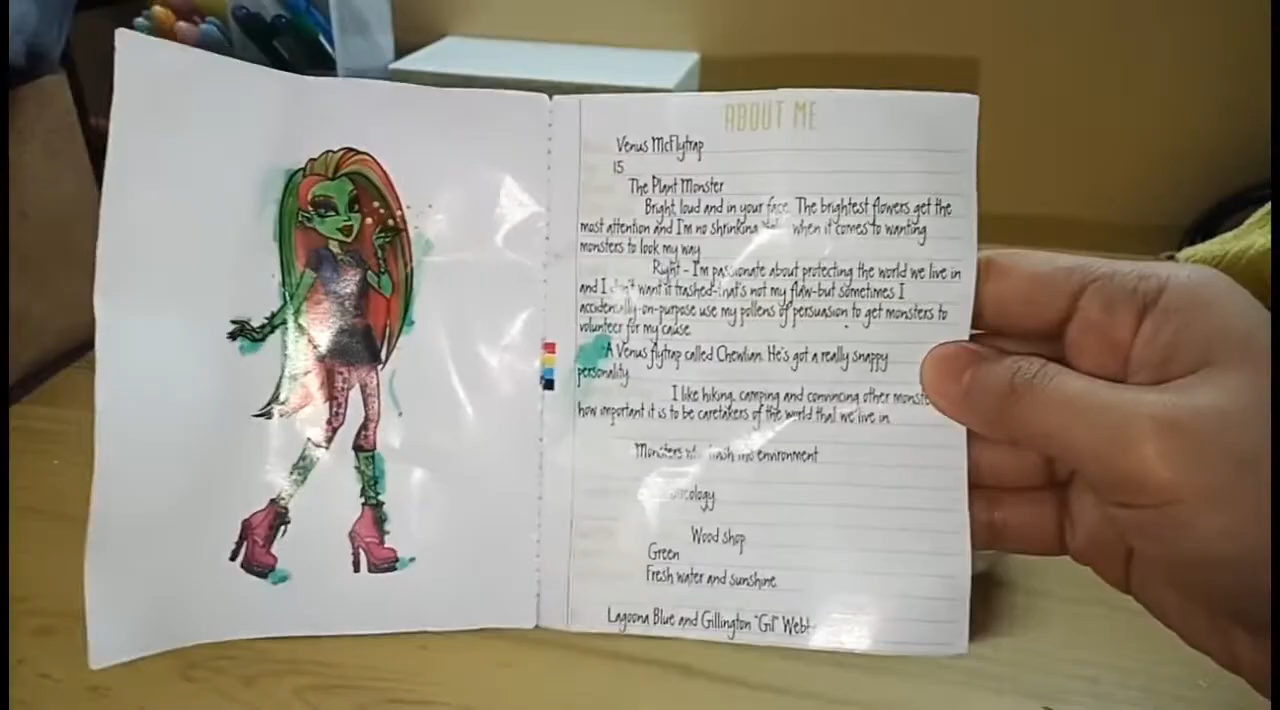 ABOUT ME
Venus McFlytrap
15
The Plant Monster
Bright, loud and in your face. The brightest flowers get the
most attention and I'm no shrinking when it comes to wanting
monsters to look my way
Right - I'm passionate about protecting the world we live in
and I don't want it trashed-that's not my flaw-but sometimes I
accidentally-on-purpose use my pollens of persuasion to get monsters to
volunteer for my cause
A Venus flytrap called Chewlian. He's got a really snappy
personality
I like hiking, camping and convincing other
how important it is to be caretakers of the world that we live in.
Monsters environment
Wood shop
Green
Fresh water and sunshine
Lagoona Blue and Gillington "Gil"